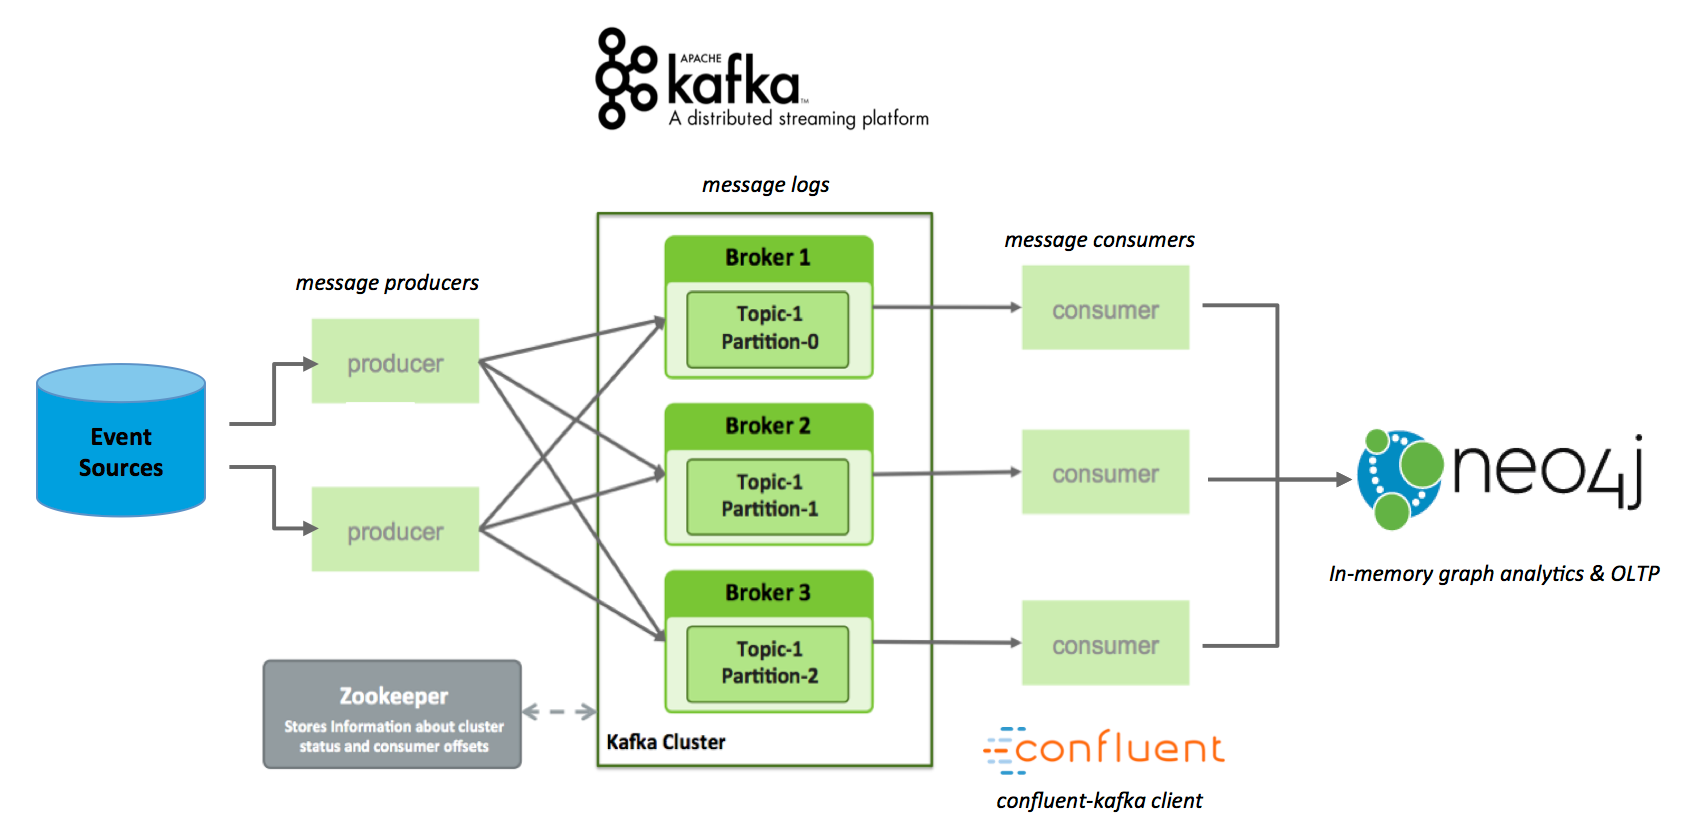 APACHE
kafka™
A distributed streaming platform
message logs
message producers
message consumers
Event
Sources
producer
producer
Broker 1
Topic-1
Partition-0
Broker 2
Topic-1
Partition-1
Broker 3
Topic-1
Partition-2
Kafka Cluster
Zookeeper
Stores Information about cluster
status and consumer offsets
consumer
consumer
consumer
confluent
confluent-kafka client
neo4j
In-memory graph analytics & OLTP